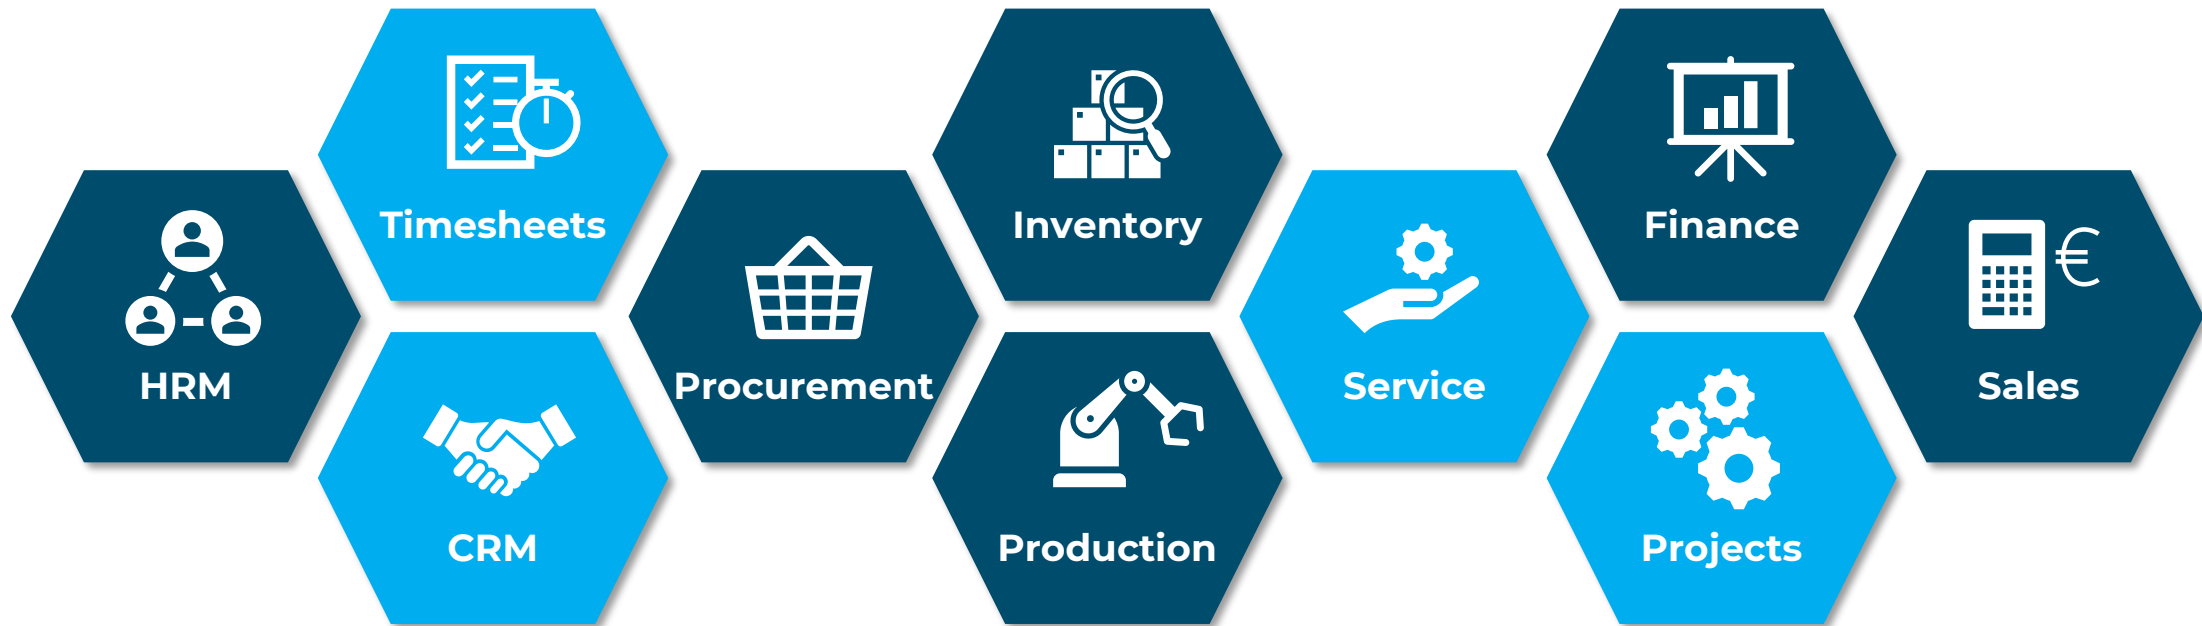 HRM
Timesheets
CRM
Procurement
Inventory
Production
Service
Finance
Projects
€
Sales